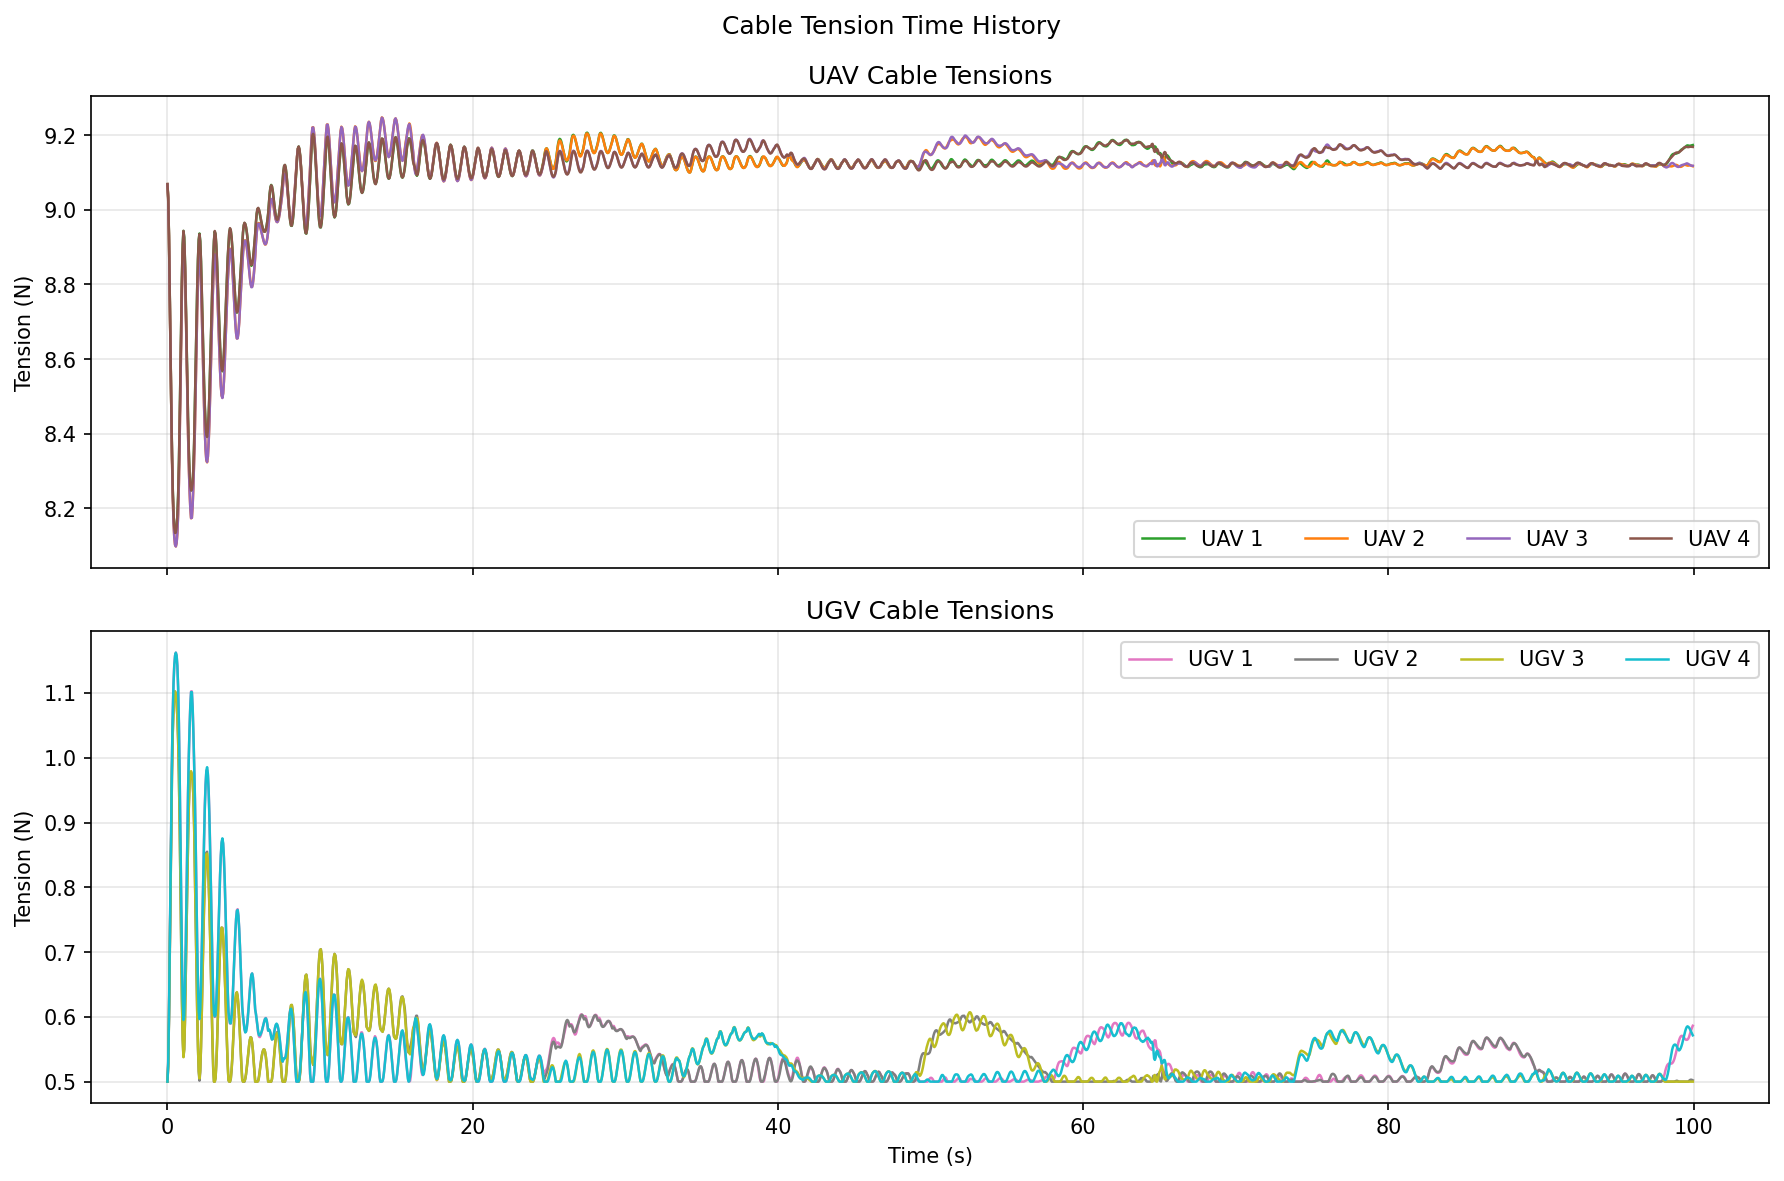 Cable Tension Time History
UAV Cable Tensions
Tension (N)
9.2
9.0
8.8
8.6
8.4
8.2
UAV 1 UAV 2 UAV 3 UAV 4
UGV Cable Tensions
Tension (N)
1.1
1.0
0.9
0.8
0.7
0.6
0.5
UGV 1 UGV 2 UGV 3 UGV 4
0 20 40 60 80 100
Time (s)